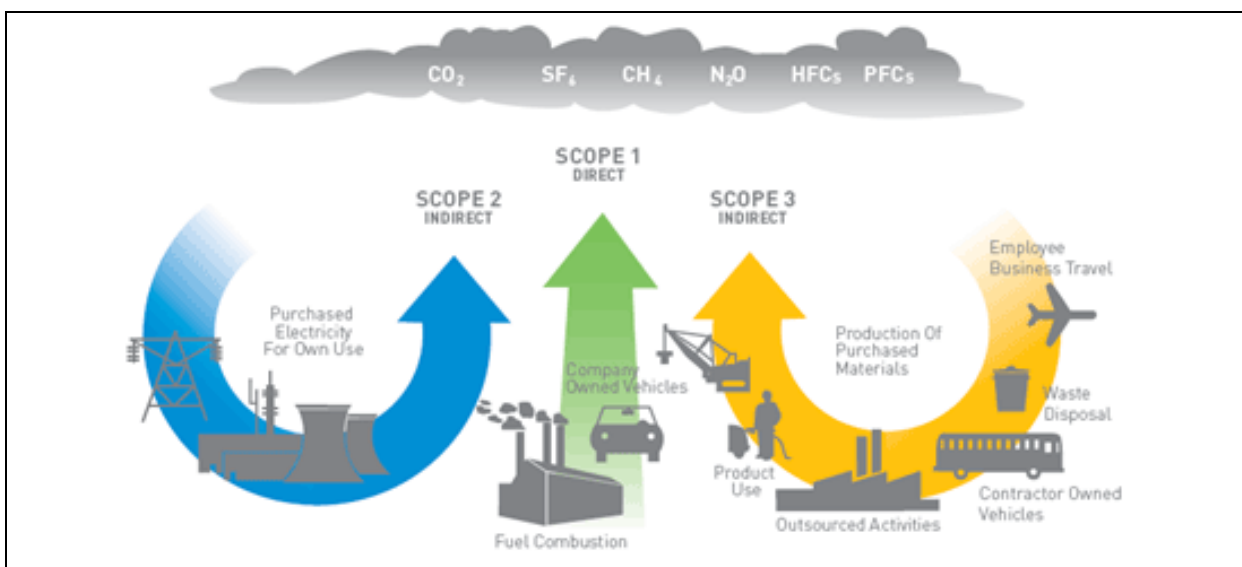 CO₂ SF₆ CH₄ N₂O HFCs PFCs
SCOPE 1
DIRECT
SCOPE 2
INDIRECT
SCOPE 3
INDIRECT
Purchased
Electricity
For Own Use
Company
Owned Vehicles
Fuel Combustion
Employee
Business Travel
Production Of
Purchased
Materials
Waste
Disposal
Product
Use
Outsourced Activities
Contractor Owned
Vehicles